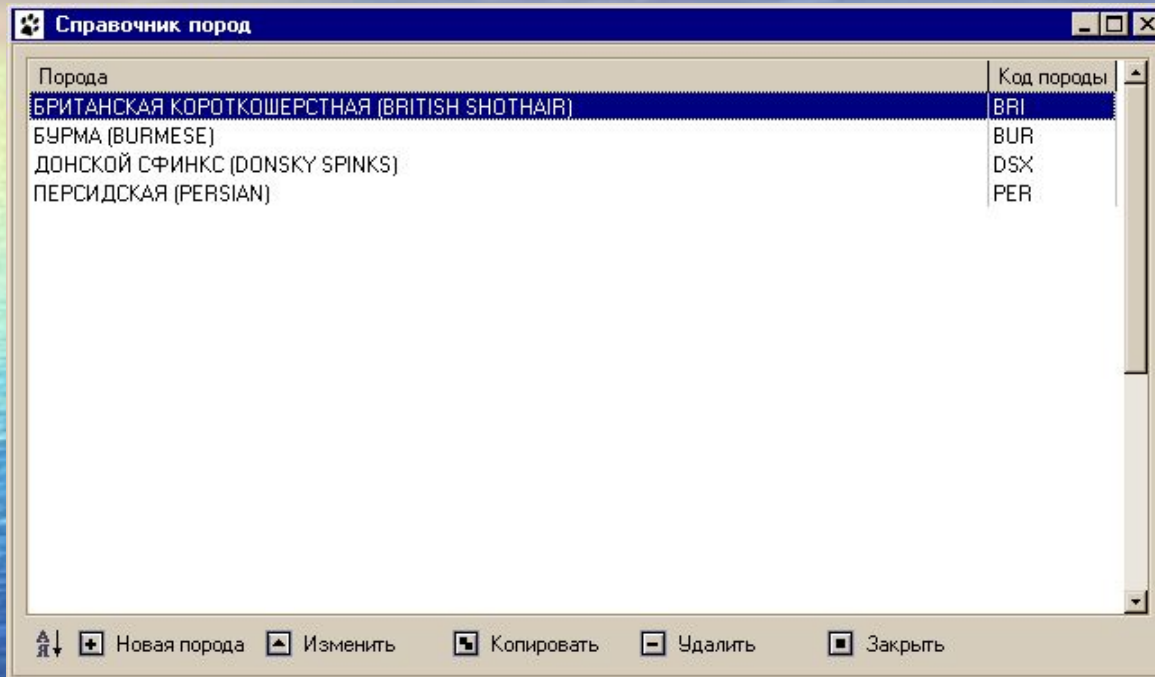 Справочник пород
Порода Код породы
БРИТАНСКАЯ КОРОТКОШЕРСТНАЯ (BRITISH SHOTHAIR) BRI
БУРМА (BURMESE) BUR
ДОНСКОЙ СФИНКС (DONSKY SPINKS) DSX
ПЕРСИДСКАЯ (PERSIAN) PER
А Я Новая порода Изменить Копировать Удалить Закрыть